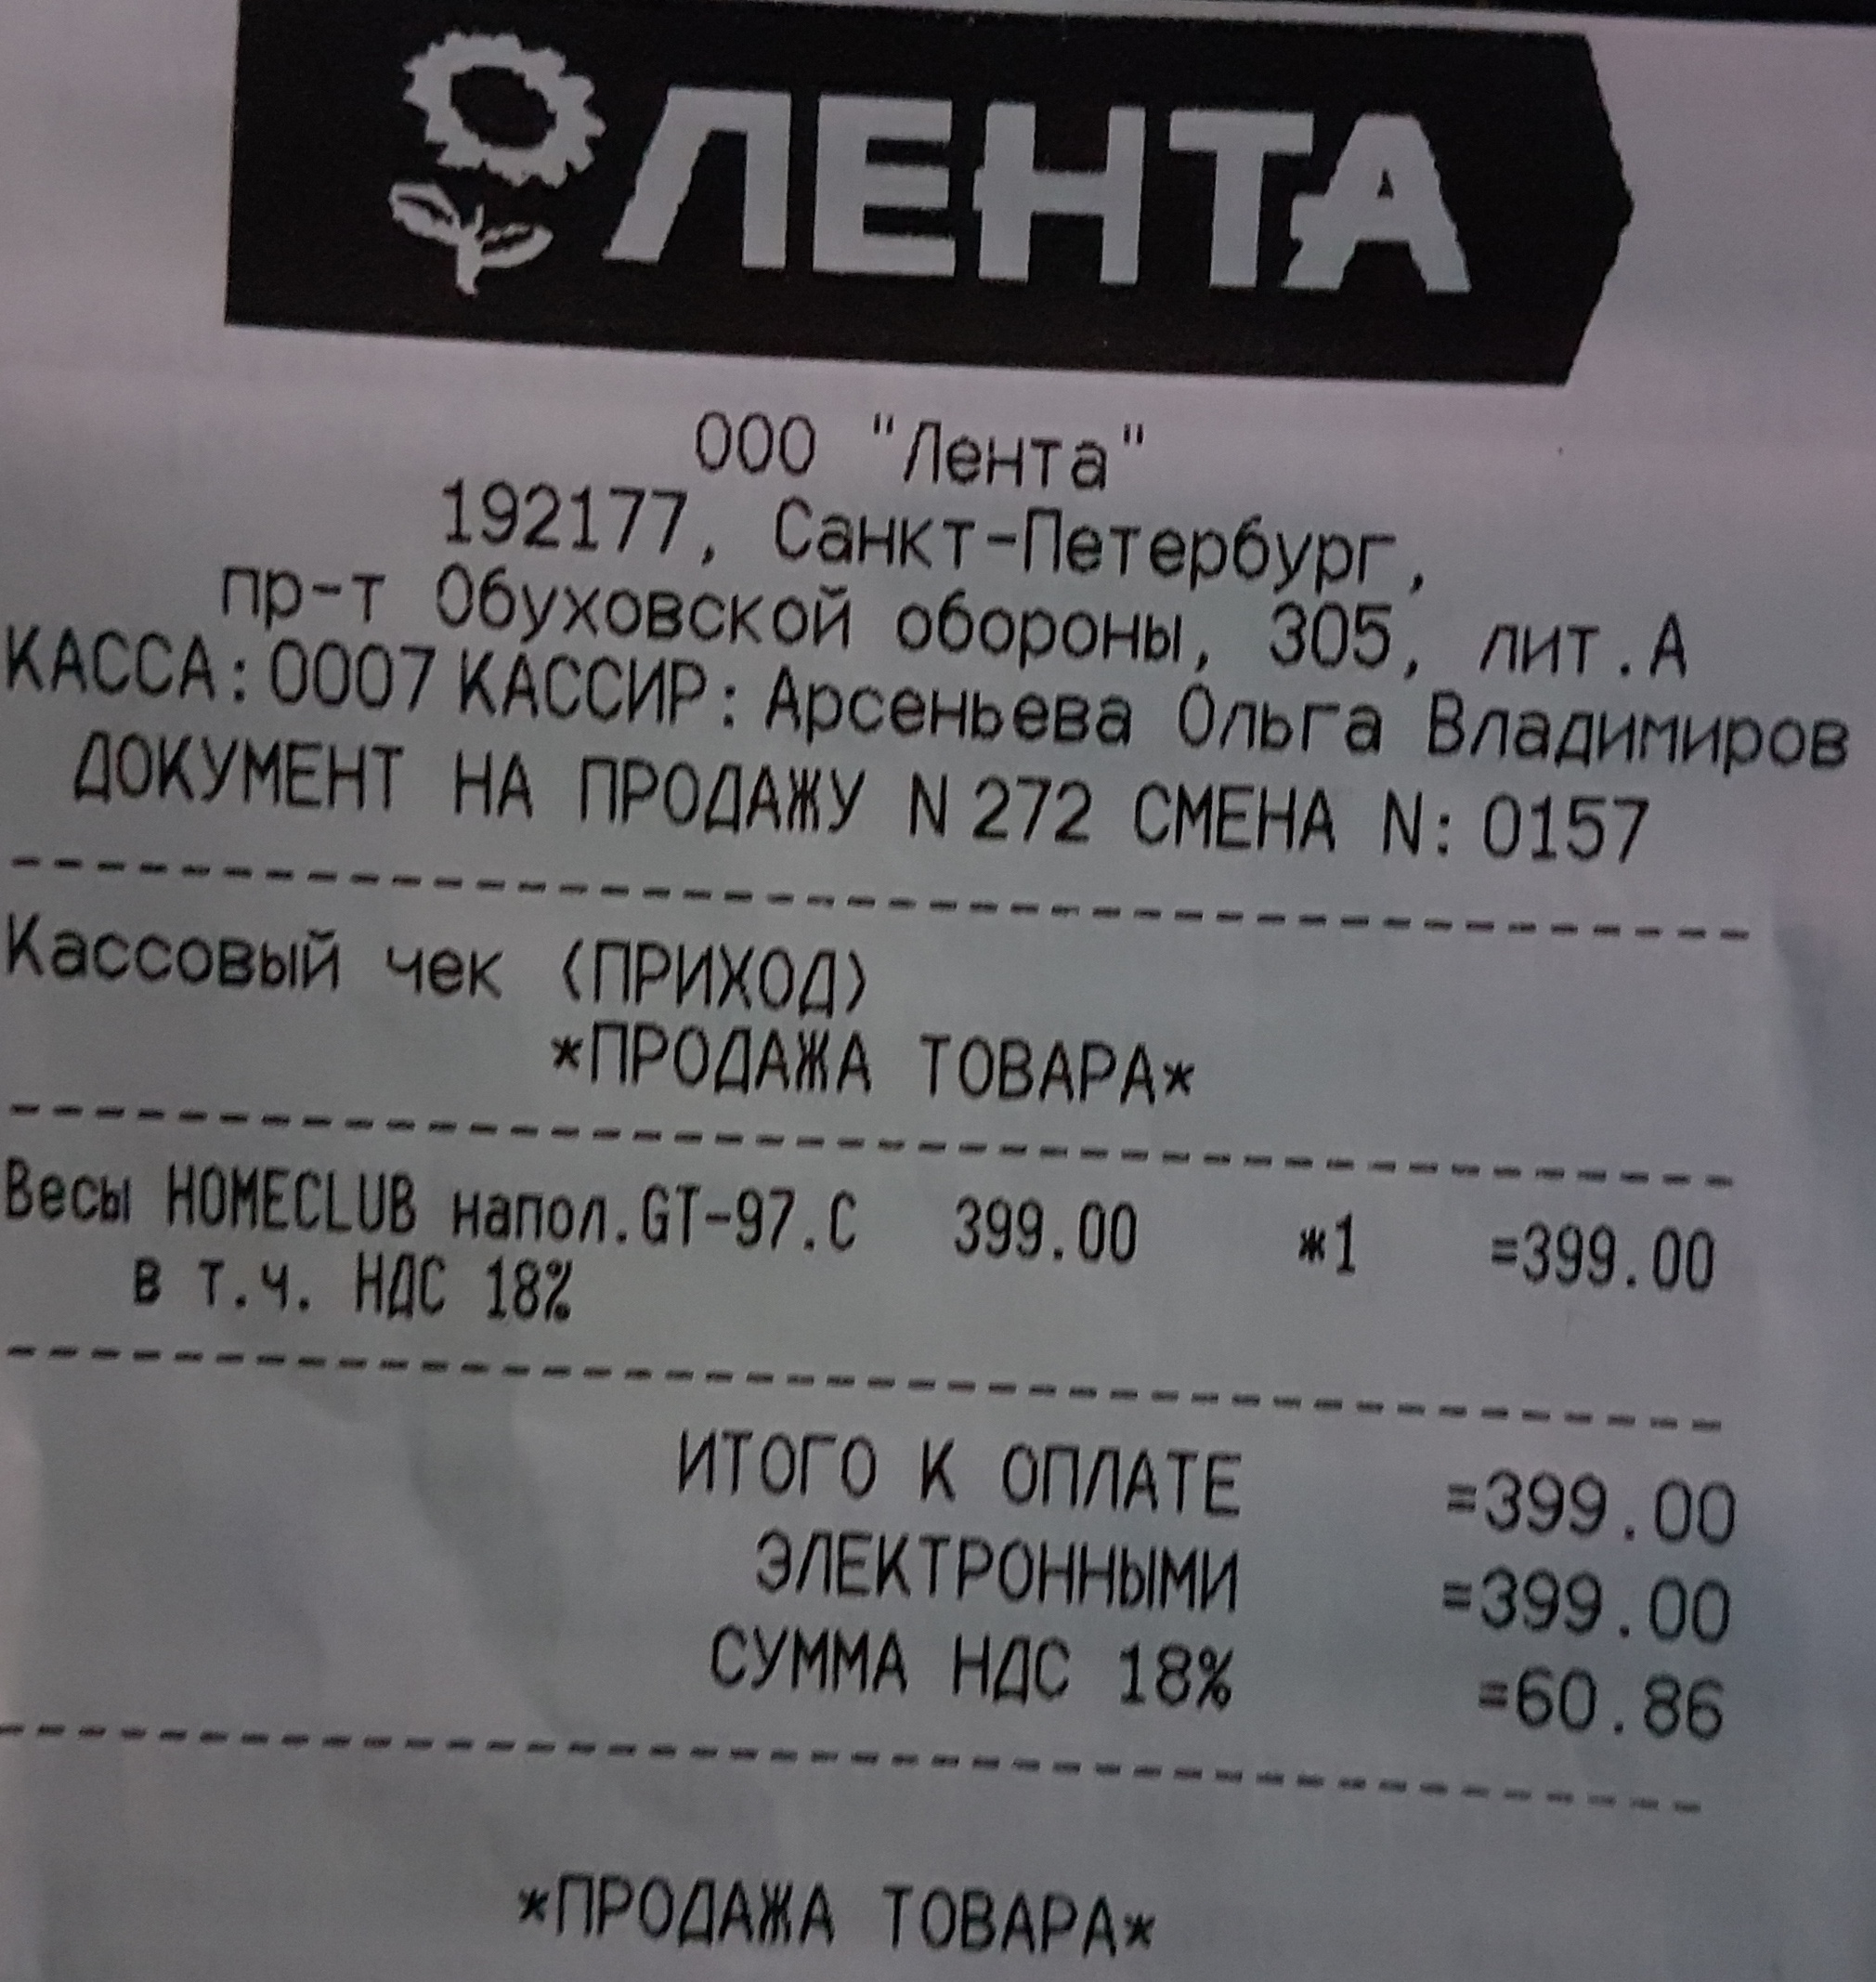 ЛЕНТА
ООО "Лента"
192177, Санкт-Петербург,
пр-т Обуховской обороны, 305, лит.А
КАССА:0007 КАССИР: Арсеньева Ольга Владимиров
ДОКУМЕНТ НА ПРОДАЖУ N 272 СМЕНА N: 0157
Кассовый чек <ПРИХОД>
*ПРОДАЖА ТОВАРА*
Весы HOMECLUB напол.GT-97.C 399.00 *1 =399.00
в т.ч. НДС 18%
ИТОГО К ОПЛАТЕ =399.00
ЭЛЕКТРОННЫМИ =399.00
СУММА НДС 18% =60.86
*ПРОДАЖА ТОВАРА*